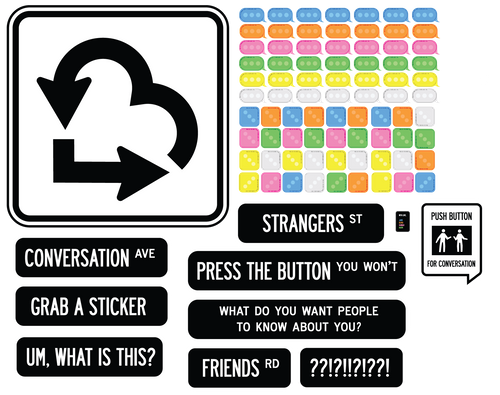 STRANGERS ST
PUSH BUTTON
FOR CONVERSATION
CONVERSATION AVE
PRESS THE BUTTON YOU WON'T
GRAB A STICKER
WHAT DO YOU WANT PEOPLE
TO KNOW ABOUT YOU?
UM, WHAT IS THIS?
FRIENDS RD
??!?!!?!??!